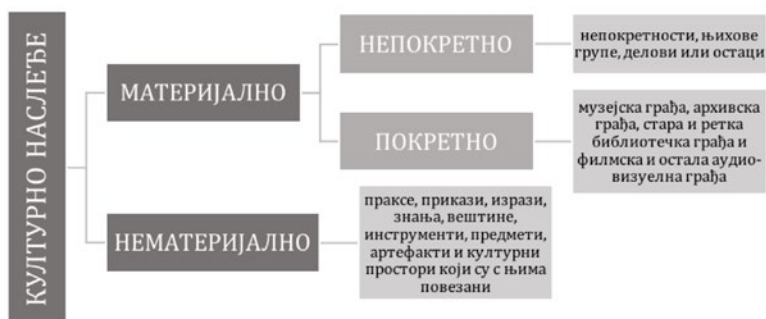 КУЛТУРНО НАСЛЕЂЕ
МАТЕРИЈАЛНО
НЕПОКРЕТНО
непокретности, њихове
групе, делови или остаци
ПОКРЕТНО
музејска грађа, архивска
грађа, стара и ретка
библиотечка грађа и
филмска и остала аудио-
визуелна грађа
НЕМАТЕРИЈАЛНО
праксе, прикази, изрази,
знања, вештине,
инструменти, предмети,
артефакти и културни
простори који су с њима
повезани